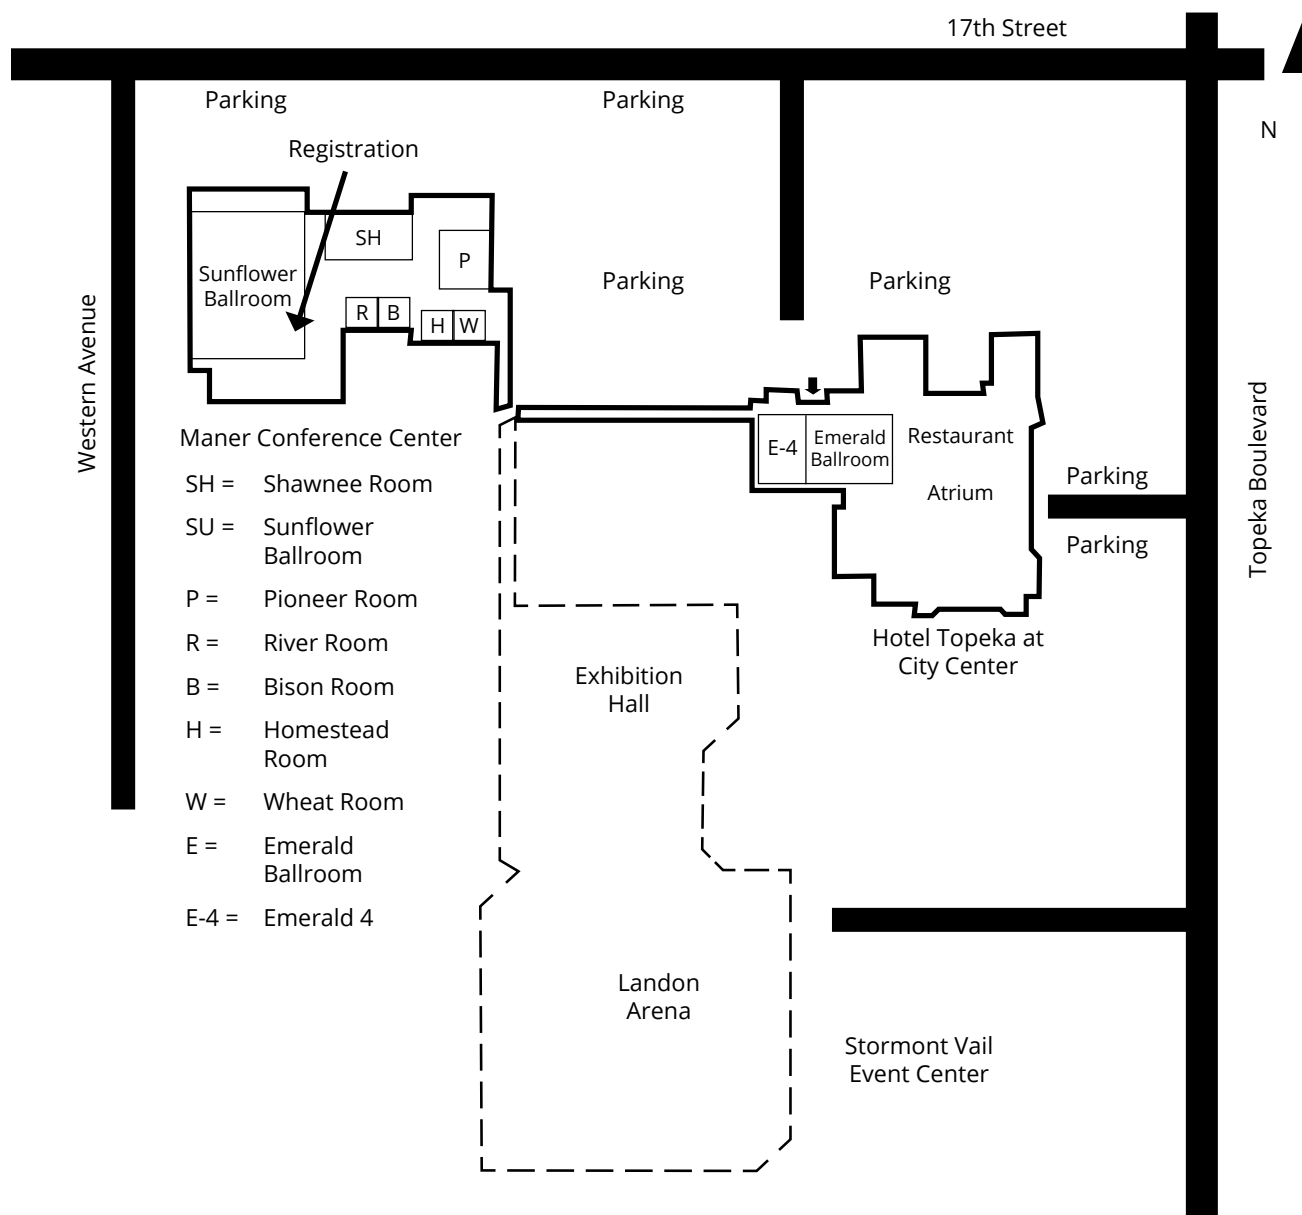 17th Street
Parking
Parking
N
Registration
SH
P
Sunflower
Ballroom
R
B
H
W
Parking
Parking
Western Avenue
Topeka Boulevard
E-4
Emerald
Ballroom
Restaurant
Atrium
Parking
Parking
Hotel Topeka at
City Center
Maner Conference Center
SH = Shawnee Room
SU = Sunflower
Ballroom
P = Pioneer Room
R = River Room
B = Bison Room
H = Homestead
Room
W = Wheat Room
E = Emerald
Ballroom
E-4 = Emerald 4
Exhibition
Hall
Landon
Arena
Stormont Vail
Event Center